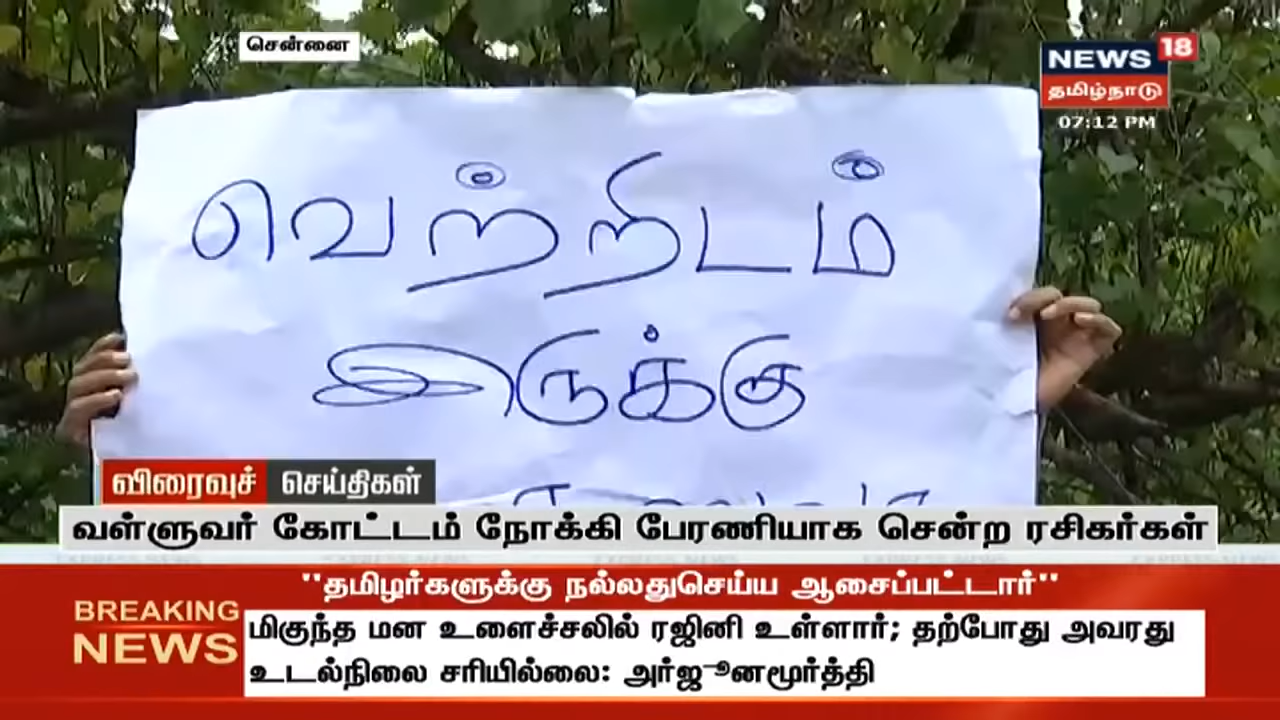 சென்னை
NEWS 18
தமிழ்நாடு
07:12 PM
வெற்றிடம்
இருக்கு
விரைவுச் செய்திகள்
வள்ளுவர் கோட்டம் நோக்கி பேரணியாக சென்ற ரசிகர்கள்
"தமிழர்களுக்கு நல்லதுசெய்ய ஆசைப்பட்டார்"
BREAKING
NEWS
மிகுந்த மன உளைச்சலில் ரஜினி உள்ளார்; தற்போது அவரது
உடல்நிலை சரியில்லை: அர்ஜூனமூர்த்தி